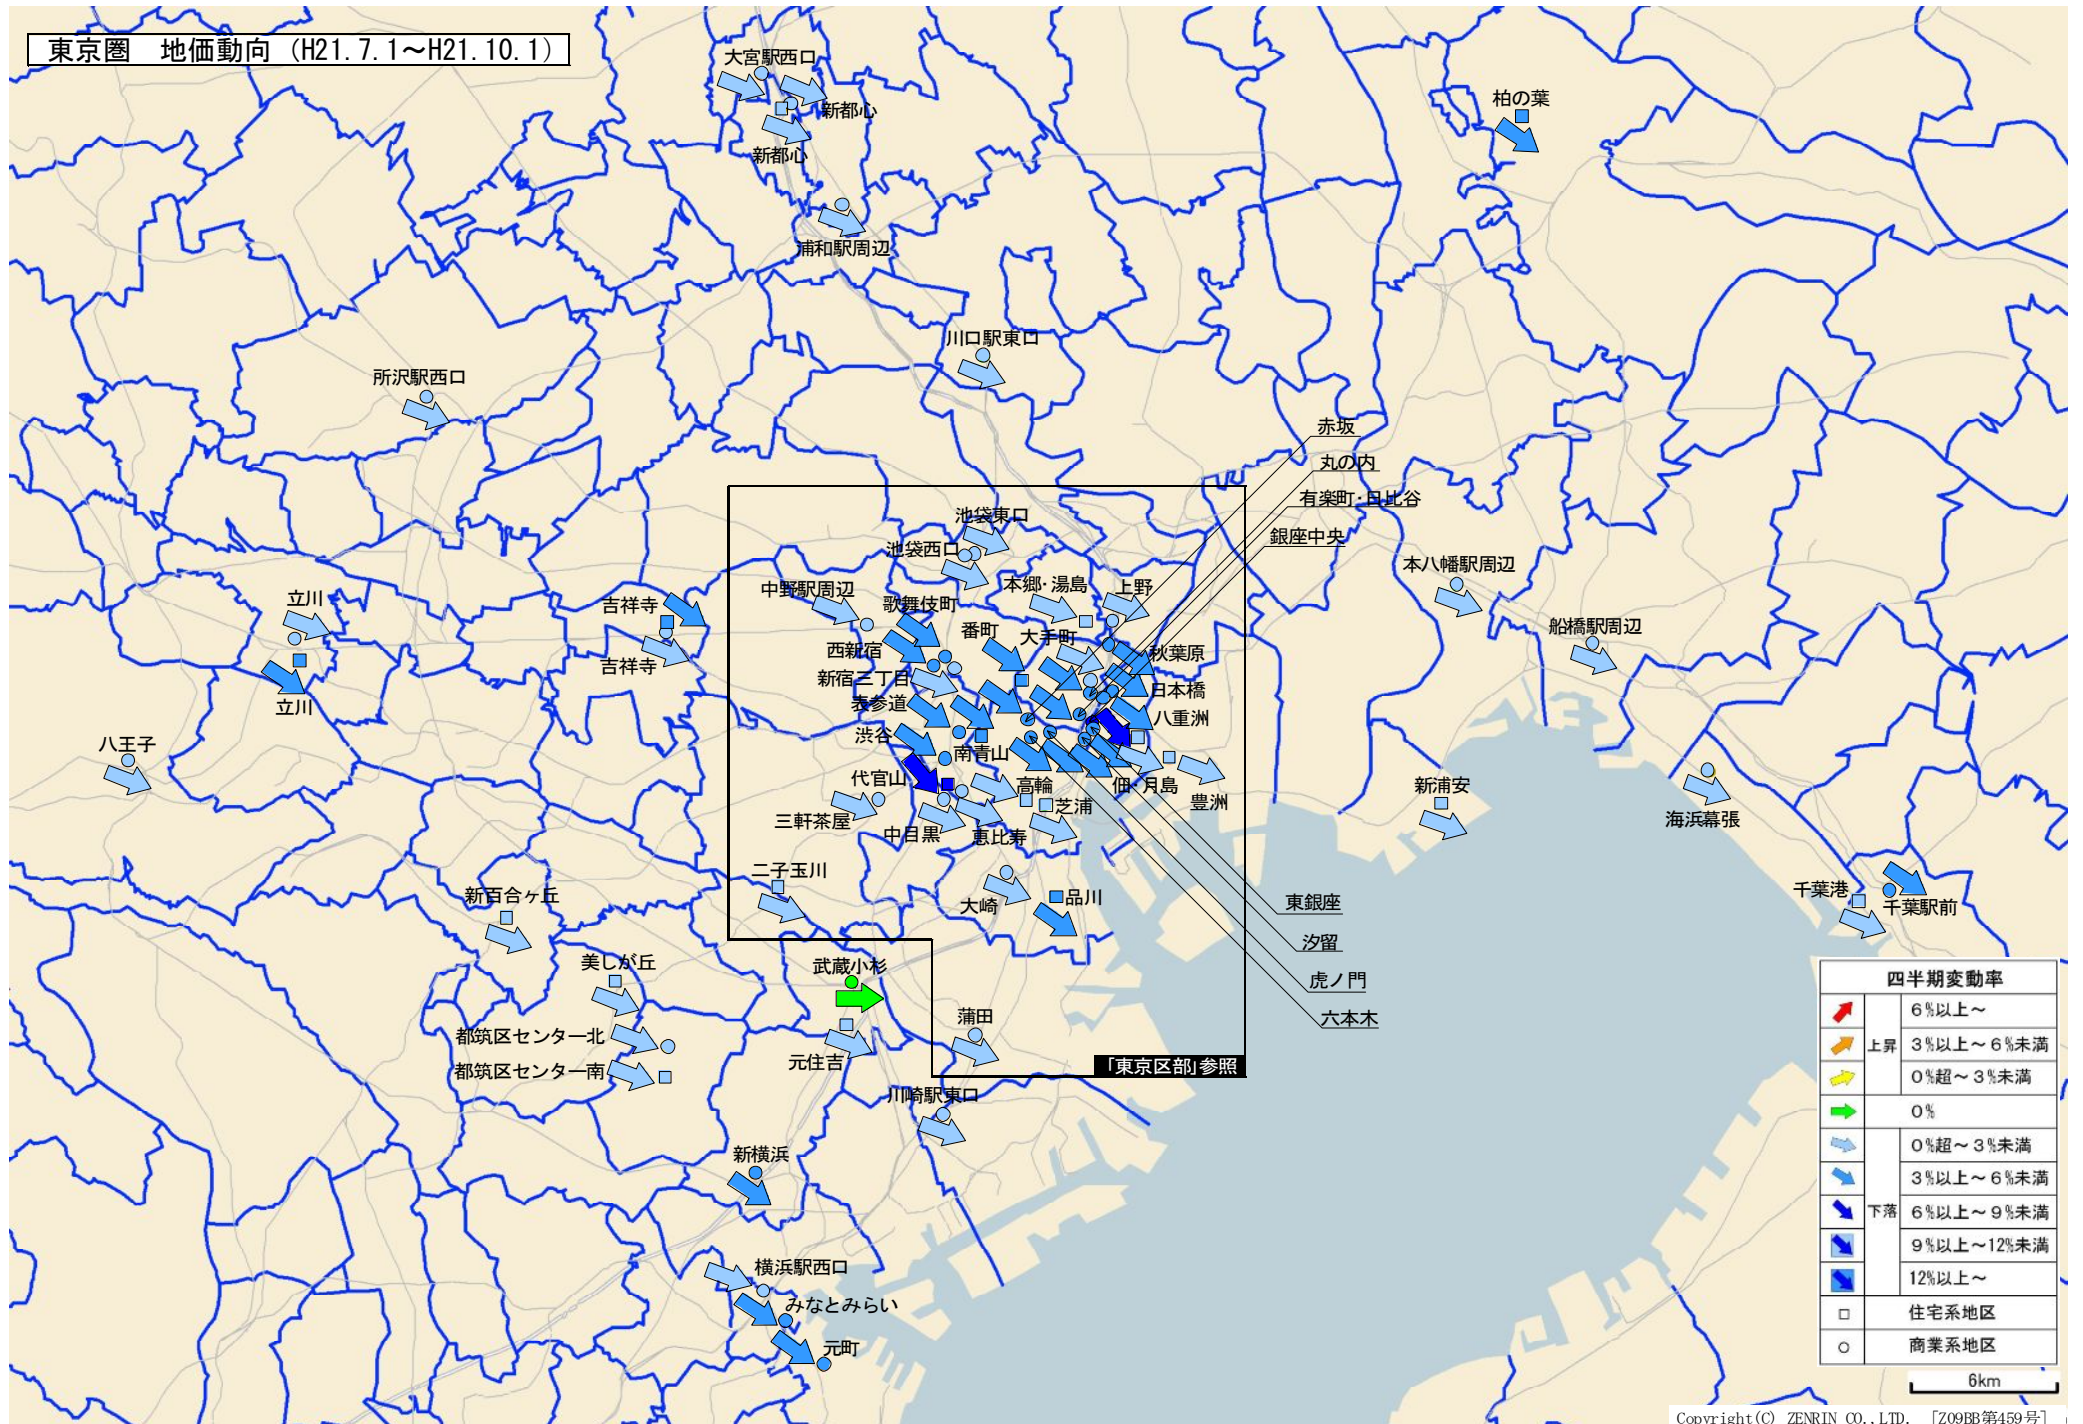 東京圏　地価動向（H21.7.1～H21.10.1）
大宮駅西口
新都心
新都心
柏の葉
浦和駅周辺
川口駅東口
所沢駅西口
赤坂
丸の内
有楽町・日比谷
銀座中央
池袋東口
池袋西口
中野駅周辺
歌舞伎町
本郷・湯島
上野
本八幡駅周辺
立川
吉祥寺
番町
大手町
船橋駅周辺
西新宿
秋葉原
吉祥寺
新宿三丁目
日本橋
立川
表参道
八重洲
渋谷
八王子
南青山
代官山
高輪
佃・月島
豊洲
新浦安
三軒茶屋
中目黒
恵比寿
芝浦
海浜幕張
二子玉川
新百合ヶ丘
大崎
品川
東銀座
千葉港
千葉駅前
汐留
美しが丘
武蔵小杉
虎ノ門
六本木
蒲田
都筑区センター北
元住吉
「東京区部」参照
都筑区センター南
川崎駅東口
新横浜
横浜駅西口
みなとみらい
元町
四半期変動率
6%以上～
上昇 3%以上～6%未満
0%超～3%未満
0%
0%超～3%未満
3%以上～6%未満
下落 6%以上～9%未満
9%以上～12%未満
12%以上～
住宅系地区
商業系地区
6km
Copyright(C) ZENRIN CO.,LTD. [Z09BB第459号]